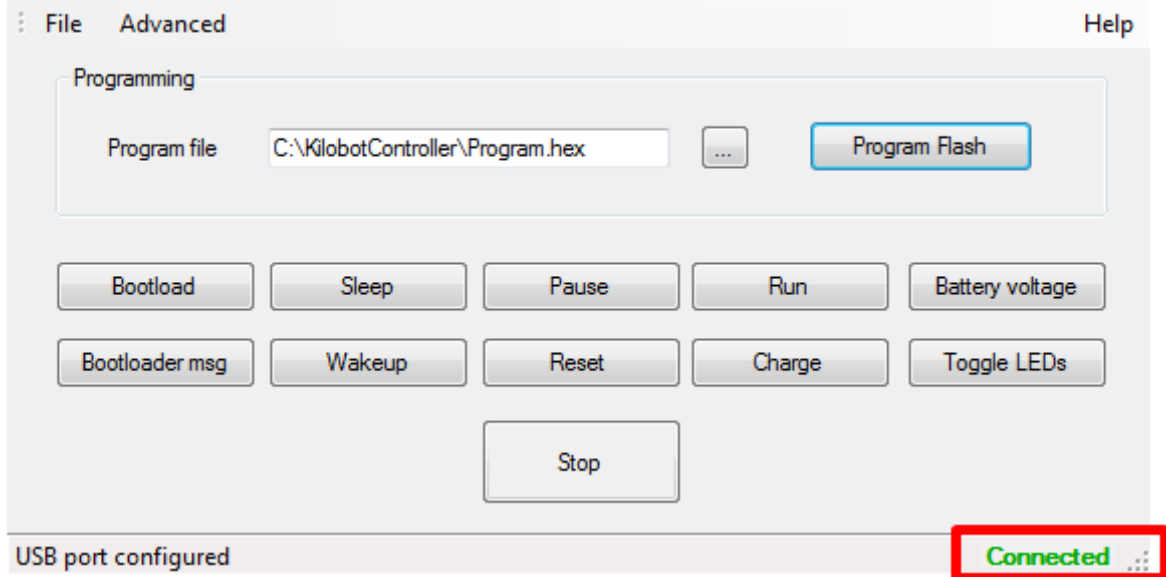 File Advanced Help
Programming
Program file C:\KilobotController\Program.hex ... Program Flash
Bootload Sleep Pause Run Battery voltage
Bootloader msg Wakeup Reset Charge Toggle LEDs
Stop
USB port configured Connected